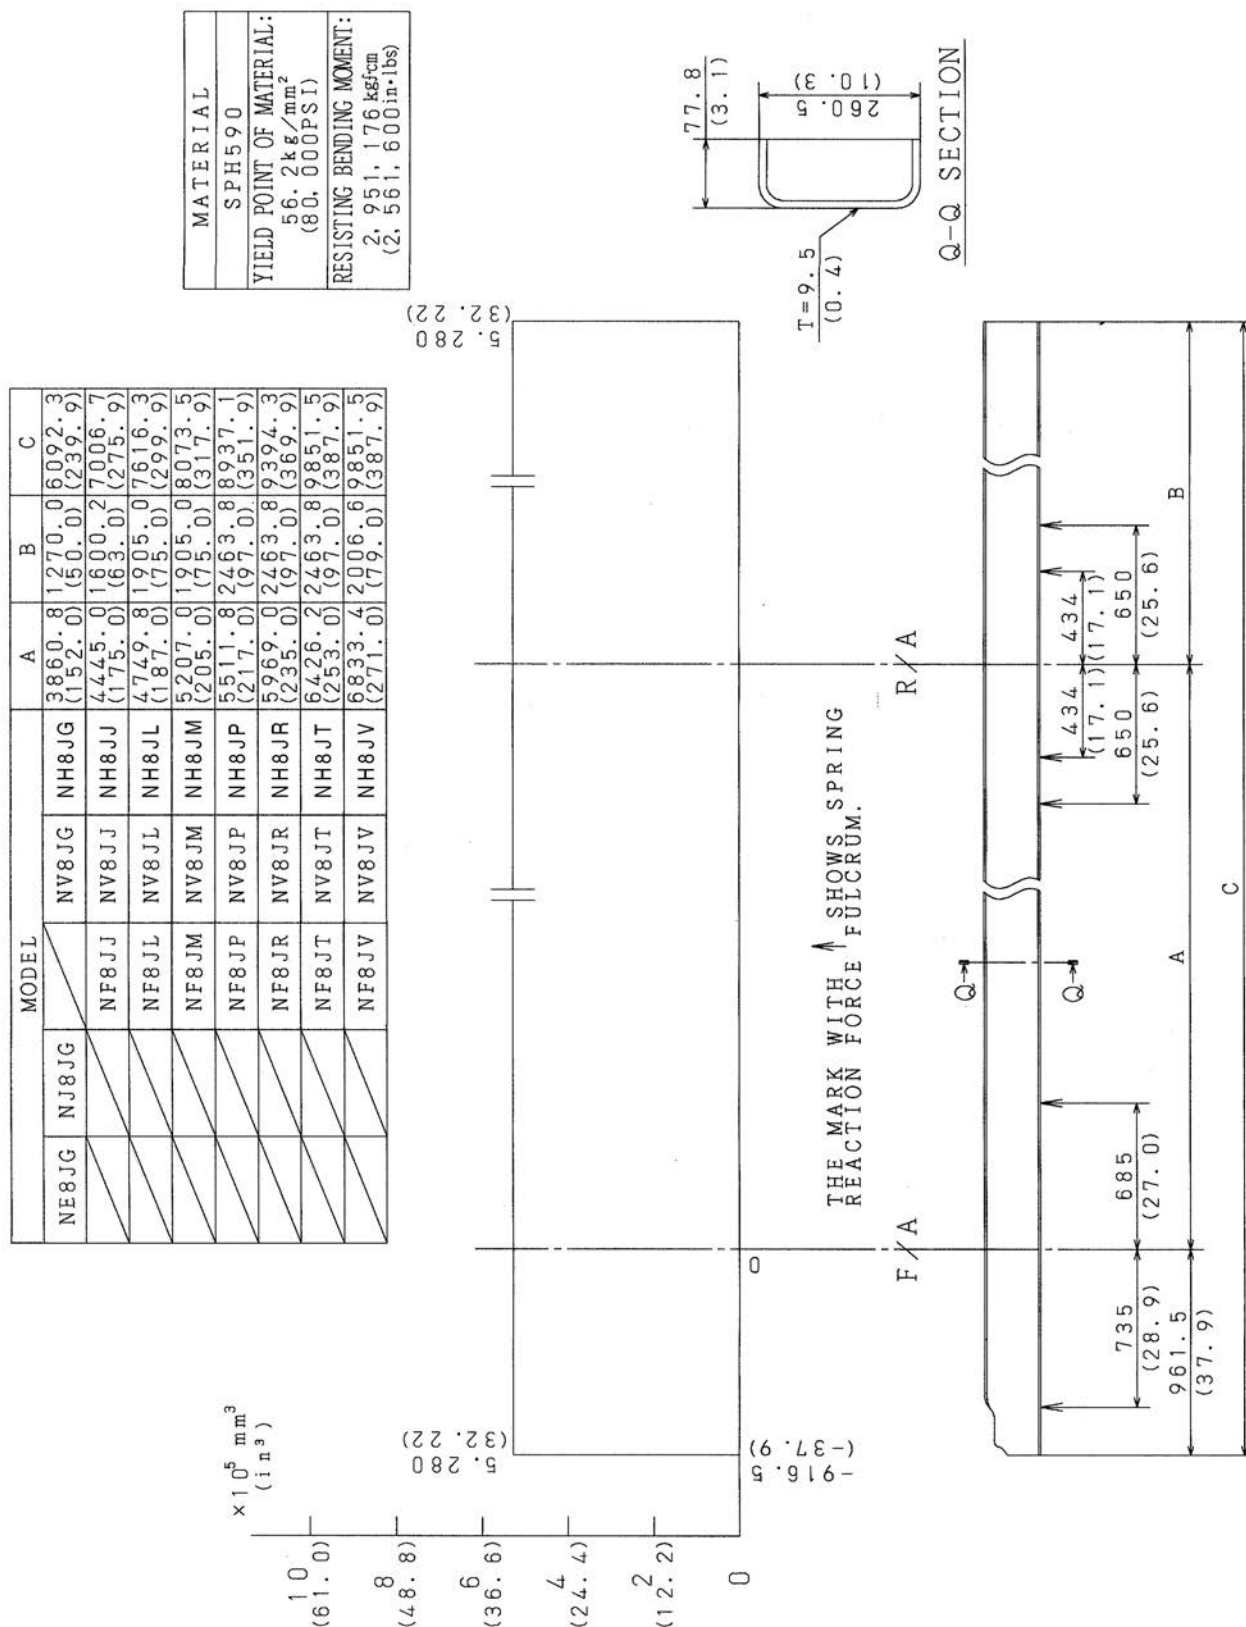 MODEL A B C
NE8JG NJ8JG NV8JG NH8JG 3860.8 1270.0 6092.3
(152.0) (50.0) (239.9)
NF8JJ NV8JJ NH8JJ 4445.0 1600.2 7006.7
(175.0) (63.0) (275.9)
NF8JL NV8JL NH8JL 4749.8 1905.0 7616.3
(187.0) (75.0) (299.9)
NF8JM NV8JM NH8JM 5207.0 1905.0 8073.5
(205.0) (75.0) (317.9)
NF8JP NV8JP NH8JP 5511.8 2463.8 8937.1
(217.0) (97.0) (351.9)
NF8JR NV8JR NH8JR 5969.0 2463.8 9394.3
(235.0) (97.0) (369.9)
NF8JT NV8JT NH8JT 6426.2 2463.8 9851.5
(253.0) (97.0) (387.9)
NF8JV NV8JV NH8JV 6833.4 2006.6 9851.5
(271.0) (79.0) (387.9)
MATERIAL
SPH590
YIELD POINT OF MATERIAL:
56.2kg/mm²
(80,000PSI)
RESISTING BENDING MOMENT:
2,951,176 kgf·cm
(2,561,600in·lbs)
×10⁵ mm³
(in³)
10
(61.0)
8
(48.8)
6
(36.6)
4
(24.4)
2
(12.2)
0
5.280
(32.22)
5.280
(32.22)
-916.5
(-37.9)
0
77.8
(3.1)
260.5
(10.3)
T=9.5
(0.4)
Q-Q SECTION
THE MARK WITH ↑ SHOWS SPRING
REACTION FORCE FULCRUM.
F/A
R/A
Q
Q
735
(28.9)
685
(27.0)
961.5
(37.9)
434
(17.1)
434
(17.1)
650
(25.6)
650
(25.6)
A
B
C